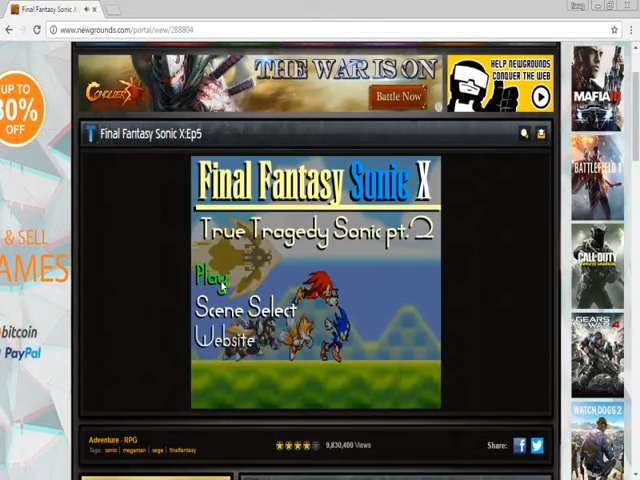 Final Fantasy Sonic X
www.newgrounds.com/portal/view/288804
CONQUERX
THE WAR IS ON
Battle Now
HELP NEWGROUNDS
CONQUER THE WEB
UP TO
80%
OFF
Final Fantasy Sonic X:Ep5
Final Fantasy Sonic X
True Tragedy Sonic pt.2
Play
Scene Select
Website
& SELL
GAMES
bitcoin
PayPal
MAFIA
BATTLEFIELD 1
CALL OF DUTY
GEARS OF WAR 4
WATCH DOGS 2
Adventure - RPG
Tags: sonic | megaman | sega | finalfantasy
9,830,400 Views
Share: